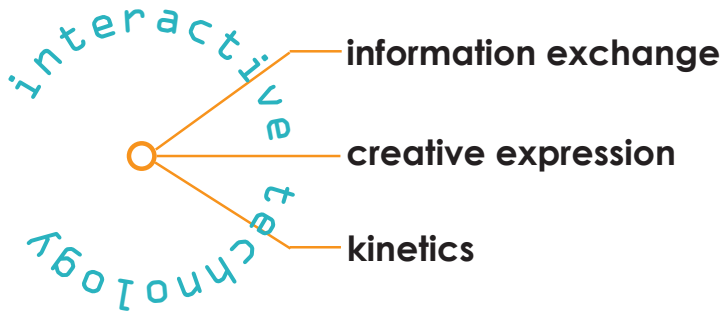 interactive technology
information exchange
creative expression
kinetics